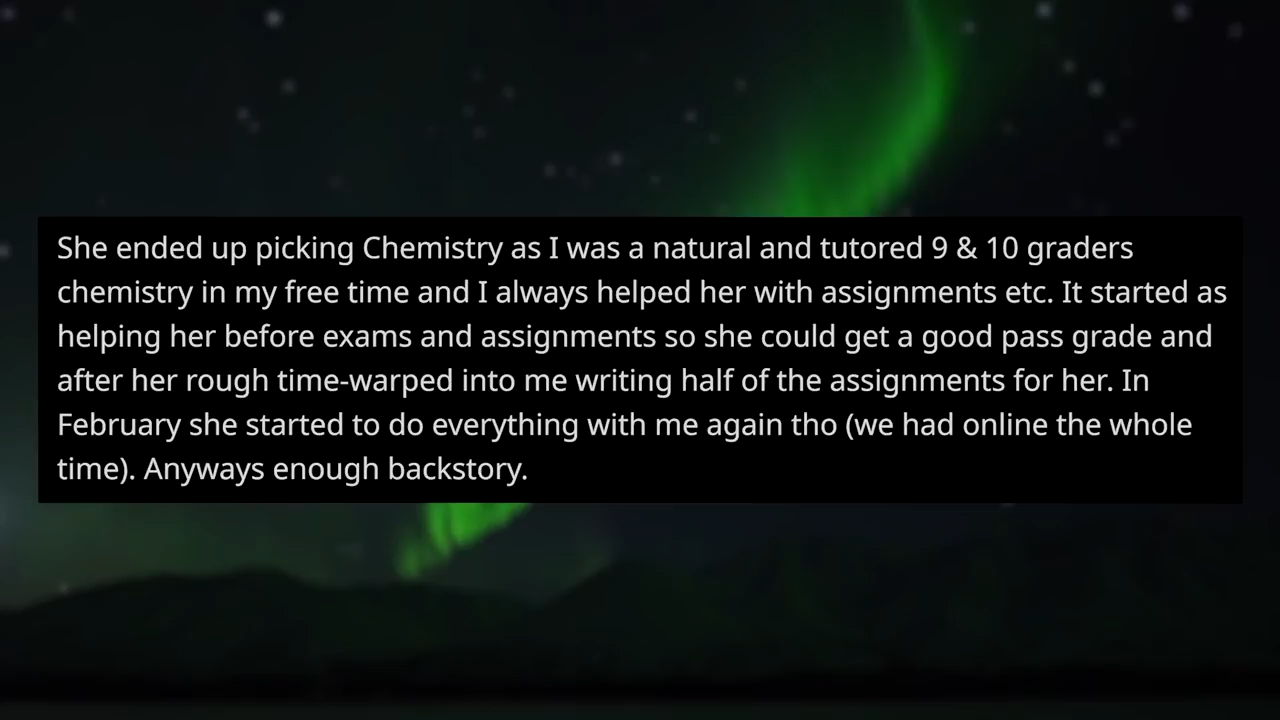 She ended up picking Chemistry as I was a natural and tutored 9 & 10 graders
chemistry in my free time and I always helped her with assignments etc. It started as
helping her before exams and assignments so she could get a good pass grade and
after her rough time-warped into me writing half of the assignments for her. In
February she started to do everything with me again tho (we had online the whole
time). Anyways enough backstory.